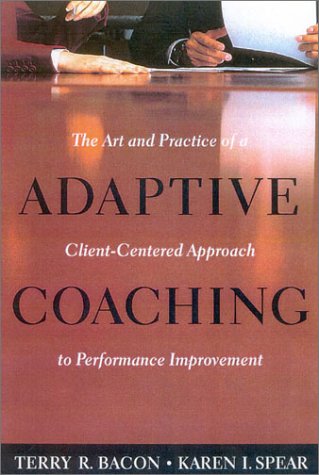 The Art and Practice of a
ADAPTIVE
Client-Centered Approach
COACHING
to Performance Improvement
TERRY R. BACON • KAREN I. SPEAR